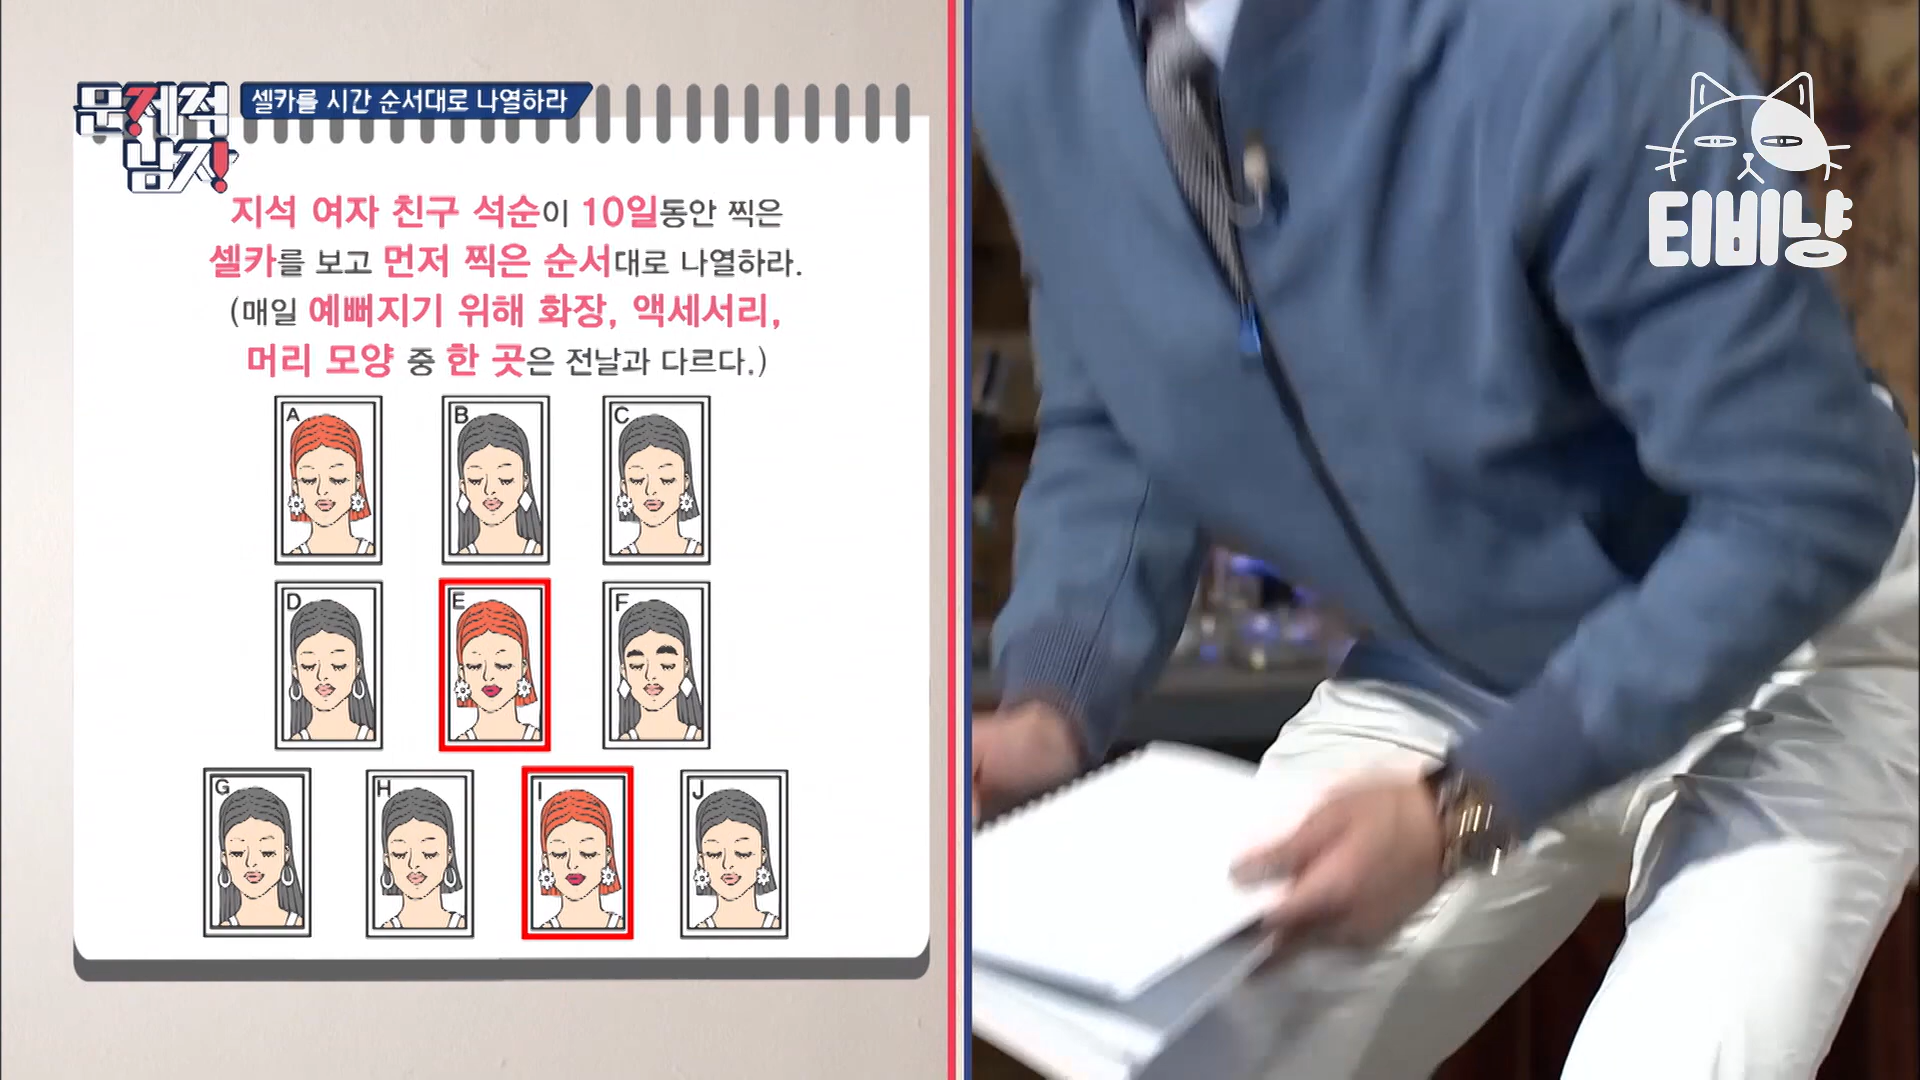 문제적
남자!
셀카를 시간 순서대로 나열하라
티비냥
지석 여자 친구 석순이 10일동안 찍은
셀카를 보고 먼저 찍은 순서대로 나열하라.
(매일 예뻐지기 위해 화장, 액세서리,
머리 모양 중 한 곳은 전날과 다르다.)
A B C
D E F
G H I J